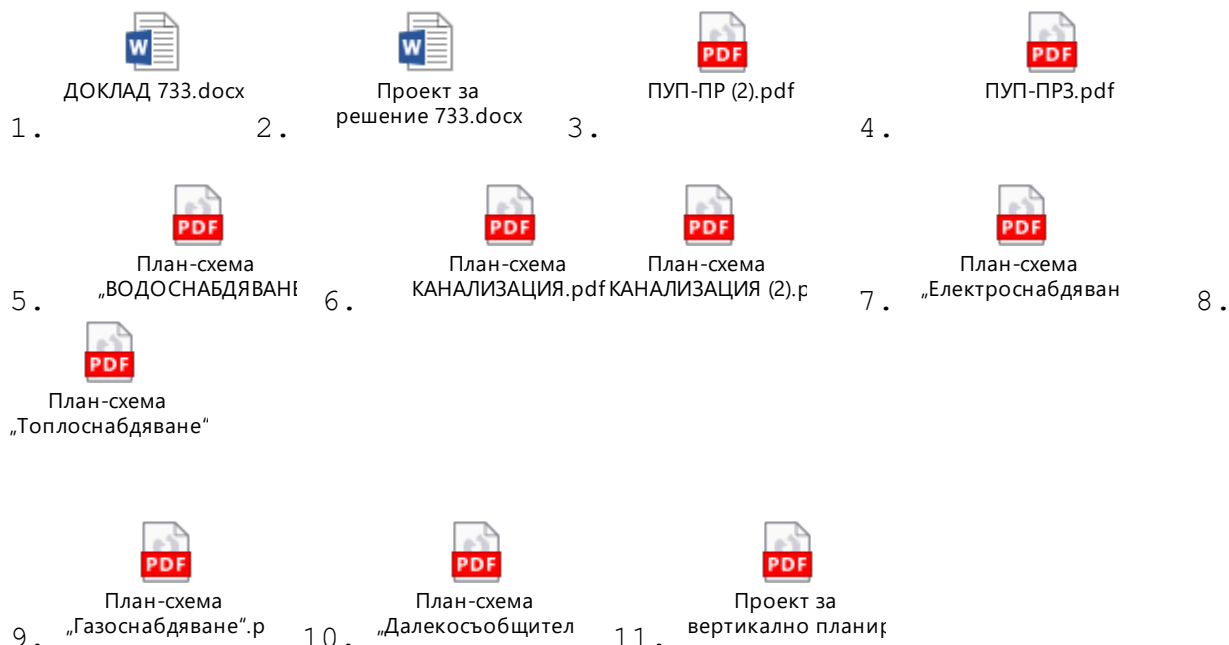 W
ДОКЛАД 733.docx
1.
W
Проект за
решение 733.docx
2.
PDF
ПУП-ПР (2).pdf
3.
PDF
ПУП-ПРЗ.pdf
4.
PDF
План-схема
„ВОДОСНАБДЯВАНЕ
5.
PDF
План-схема
КАНАЛИЗАЦИЯ.pdf
6.
PDF
План-схема
КАНАЛИЗАЦИЯ (2).p
PDF
План-схема
„Електроснабдяван
7.
8.
PDF
План-схема
„Топлоснабдяване“
PDF
План-схема
„Газоснабдяване“.p
9.
PDF
План-схема
„Далекосъобщител
10.
PDF
Проект за
вертикално планир
11.